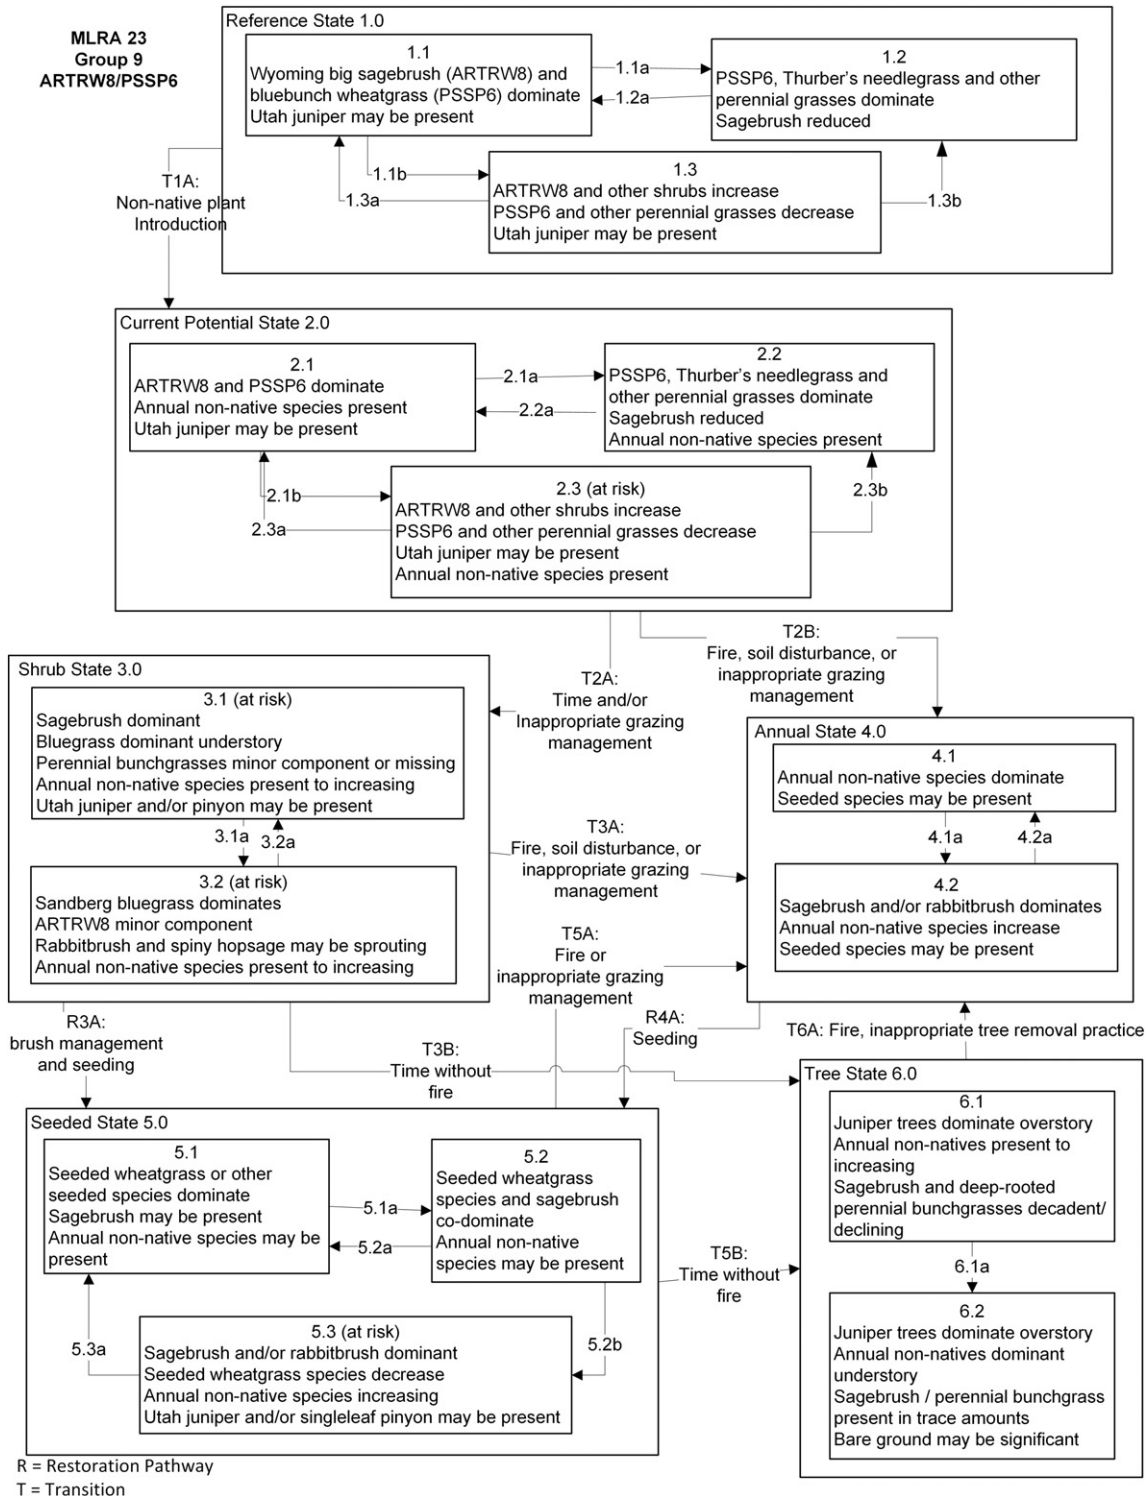 MLRA 23
Group 9
ARTRW8/PSSP6
Reference State 1.0
1.1
Wyoming big sagebrush (ARTRW8) and
bluebunch wheatgrass (PSSP6) dominate
Utah juniper may be present
1.1a
1.2a
1.2
PSSP6, Thurber's needlegrass and other
perennial grasses dominate
Sagebrush reduced
1.1b
1.3a
1.3
ARTRW8 and other shrubs increase
PSSP6 and other perennial grasses decrease
Utah juniper may be present
1.3b
T1A:
Non-native plant
Introduction
Current Potential State 2.0
2.1
ARTRW8 and PSSP6 dominate
Annual non-native species present
Utah juniper may be present
2.1a
2.2a
2.2
PSSP6, Thurber's needlegrass and
other perennial grasses dominate
Sagebrush reduced
Annual non-native species present
2.1b
2.3a
2.3 (at risk)
ARTRW8 and other shrubs increase
PSSP6 and other perennial grasses decrease
Utah juniper may be present
Annual non-native species present
2.3b
T2A:
Time and/or
Inappropriate grazing
management
T2B:
Fire, soil disturbance, or
inappropriate grazing
management
Shrub State 3.0
3.1 (at risk)
Sagebrush dominant
Bluegrass dominant understory
Perennial bunchgrasses minor component or missing
Annual non-native species present to increasing
Utah juniper and/or pinyon may be present
3.1a
3.2a
3.2 (at risk)
Sandberg bluegrass dominates
ARTRW8 minor component
Rabbitbrush and spiny hopsage may be sprouting
Annual non-native species present to increasing
T3A:
Fire, soil disturbance, or
inappropriate grazing
management
Annual State 4.0
4.1
Annual non-native species dominate
Seeded species may be present
4.1a
4.2a
4.2
Sagebrush and/or rabbitbrush dominates
Annual non-native species increase
Seeded species may be present
T5A:
Fire or
inappropriate grazing
management
R3A:
brush management
and seeding
T3B:
Time without
fire
R4A:
Seeding
T6A: Fire, inappropriate tree removal practice
Seeded State 5.0
5.1
Seeded wheatgrass or other
seeded species dominate
Sagebrush may be present
Annual non-native species may be
present
5.1a
5.2a
5.2
Seeded wheatgrass
species and sagebrush
co-dominate
Annual non-native
species may be present
5.3a
5.2b
5.3 (at risk)
Sagebrush and/or rabbitbrush dominant
Seeded wheatgrass species decrease
Annual non-native species increasing
Utah juniper and/or singleleaf pinyon may be present
T5B:
Time without
fire
Tree State 6.0
6.1
Juniper trees dominate overstory
Annual non-natives present to
increasing
Sagebrush and deep-rooted
perennial bunchgrasses decadent/
declining
6.1a
6.2
Juniper trees dominate overstory
Annual non-natives dominant
understory
Sagebrush / perennial bunchgrass
present in trace amounts
Bare ground may be significant
R = Restoration Pathway
T = Transition